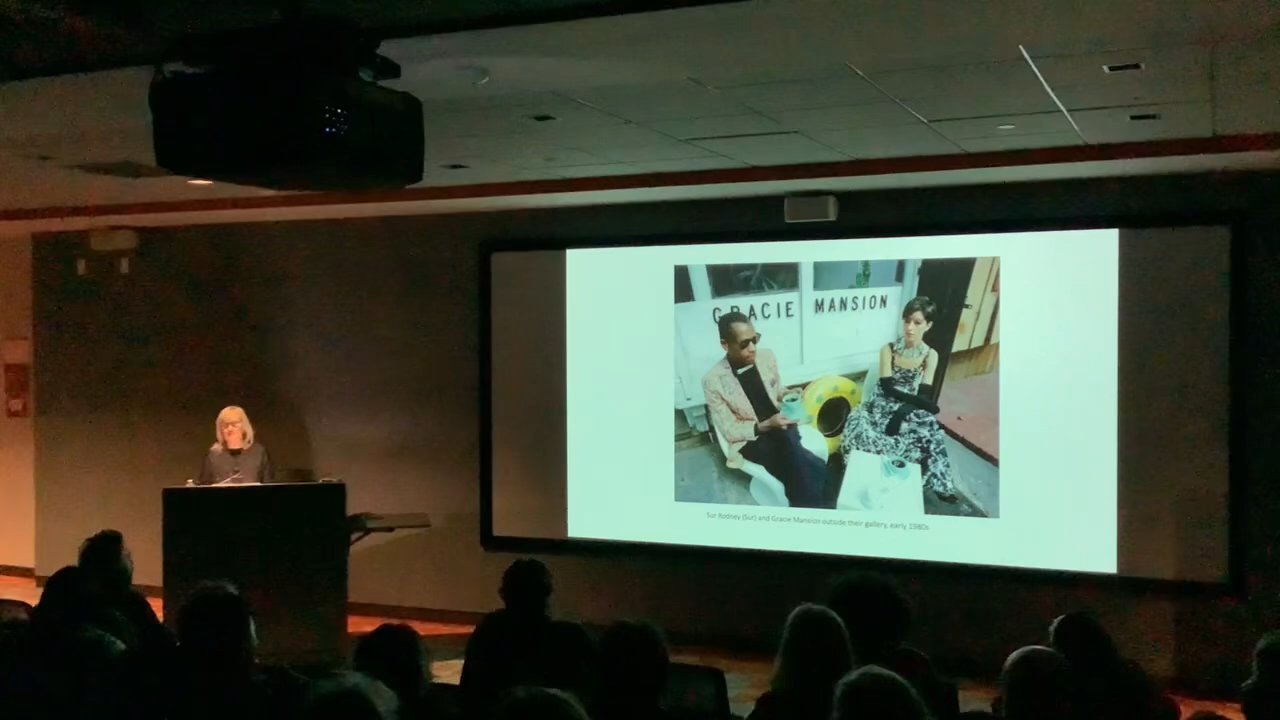 GRACIE MANSION
Sur Rodney (Sur) and Gracie Mansion outside their gallery, early 1980s